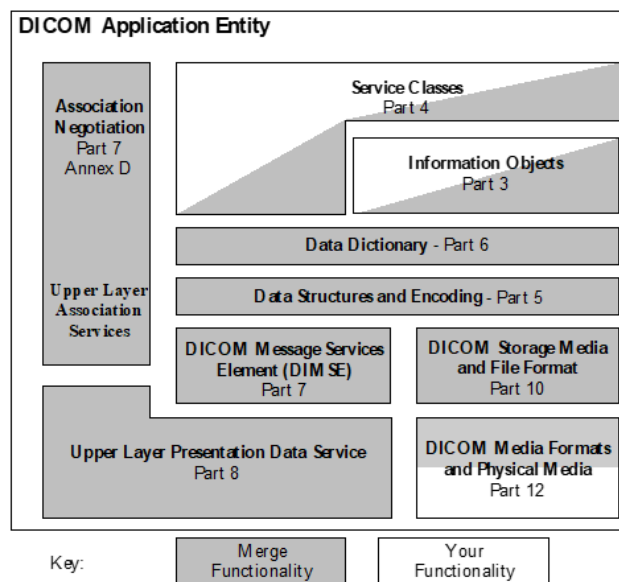 DICOM Application Entity
Association
Negotiation
Part 7
Annex D
Upper Layer
Association
Services
Service Classes
Part 4
Information Objects
Part 3
Data Dictionary - Part 6
Data Structures and Encoding - Part 5
DICOM Message Services
Element (DIMSE)
Part 7
DICOM Storage Media
and File Format
Part 10
Upper Layer Presentation Data Service
Part 8
DICOM Media Formats
and Physical Media
Part 12
Key:
Merge
Functionality
Your
Functionality